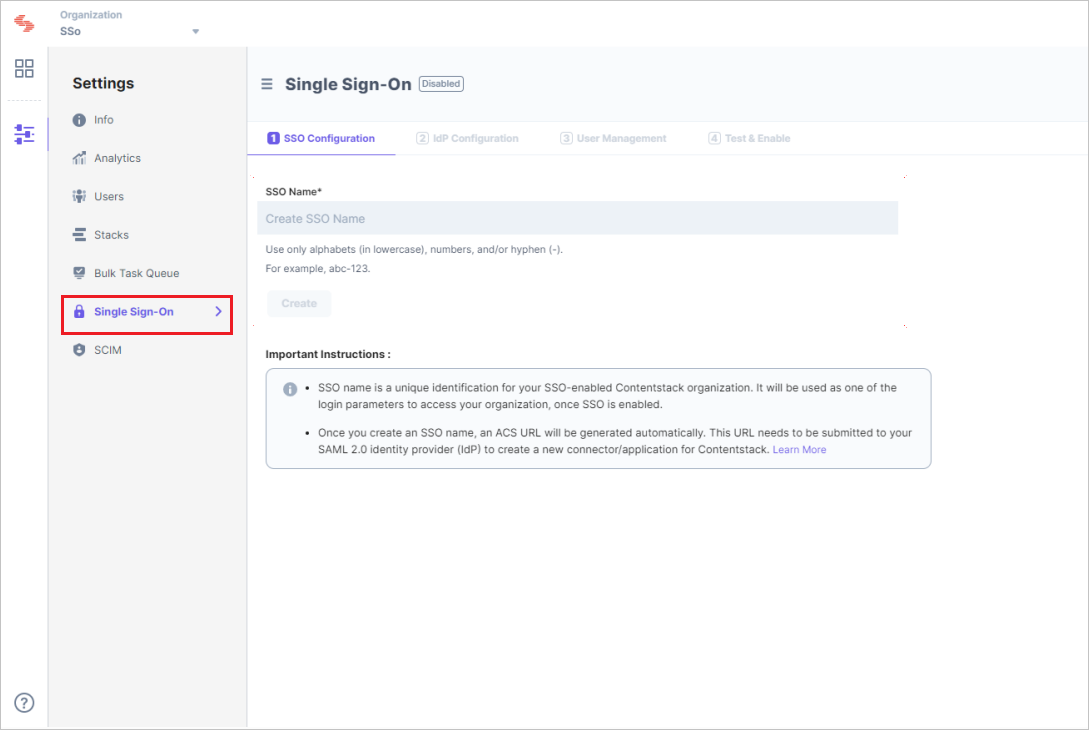 Organization
SSo
Settings
Info
Analytics
Users
Stacks
Bulk Task Queue
Single Sign-On
SCIM
Single Sign-On Disabled
1 SSO Configuration 2 IdP Configuration 3 User Management 4 Test & Enable
SSO Name*
Create SSO Name
Use only alphabets (in lowercase), numbers, and/or hyphen (-).
For example, abc-123.
Create
Important Instructions :
• SSO name is a unique identification for your SSO-enabled Contentstack organization. It will be used as one of the
login parameters to access your organization, once SSO is enabled.
• Once you create an SSO name, an ACS URL will be generated automatically. This URL needs to be submitted to your
SAML 2.0 identity provider (IdP) to create a new connector/application for Contentstack. Learn More